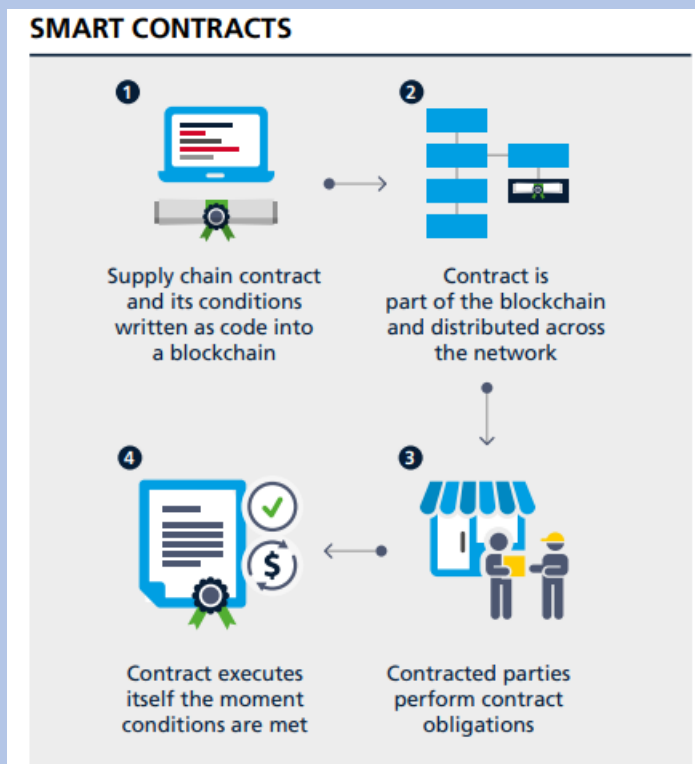 SMART CONTRACTS
1
Supply chain contract
and its conditions
written as code into
a blockchain
2
Contract is
part of the blockchain
and distributed across
the network
3
Contracted parties
perform contract
obligations
4
$
Contract executes
itself the moment
conditions are met